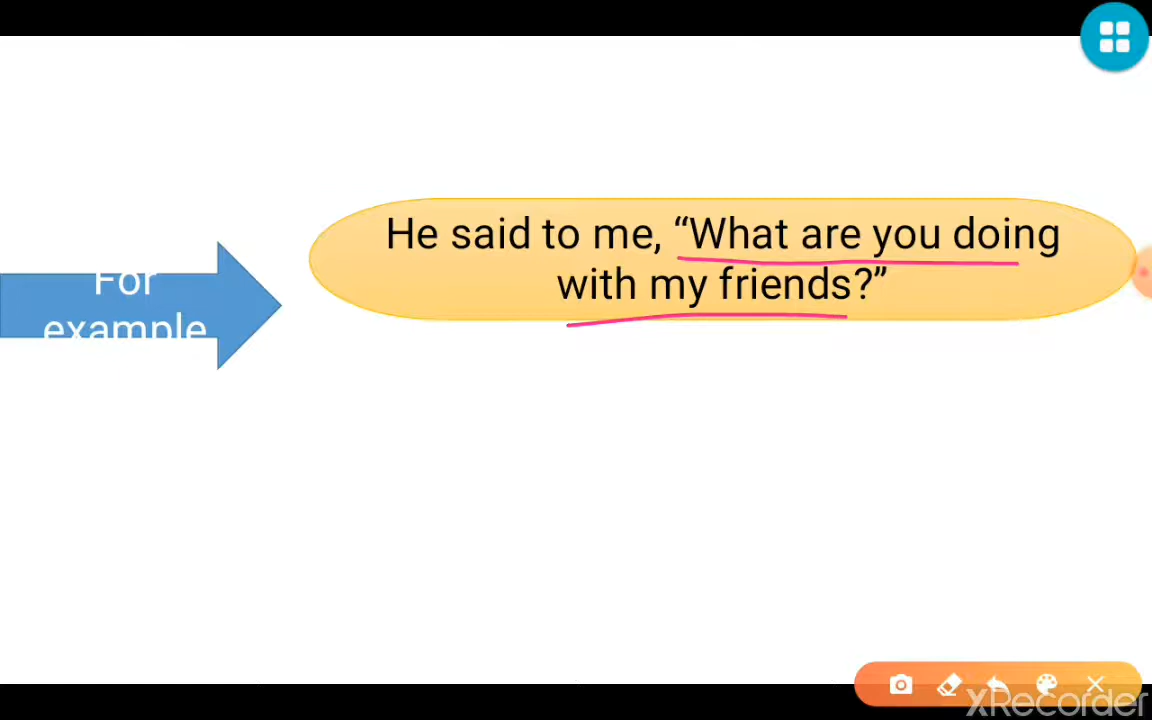 For
example
He said to me, “What are you doing
with my friends?”
XRecorder